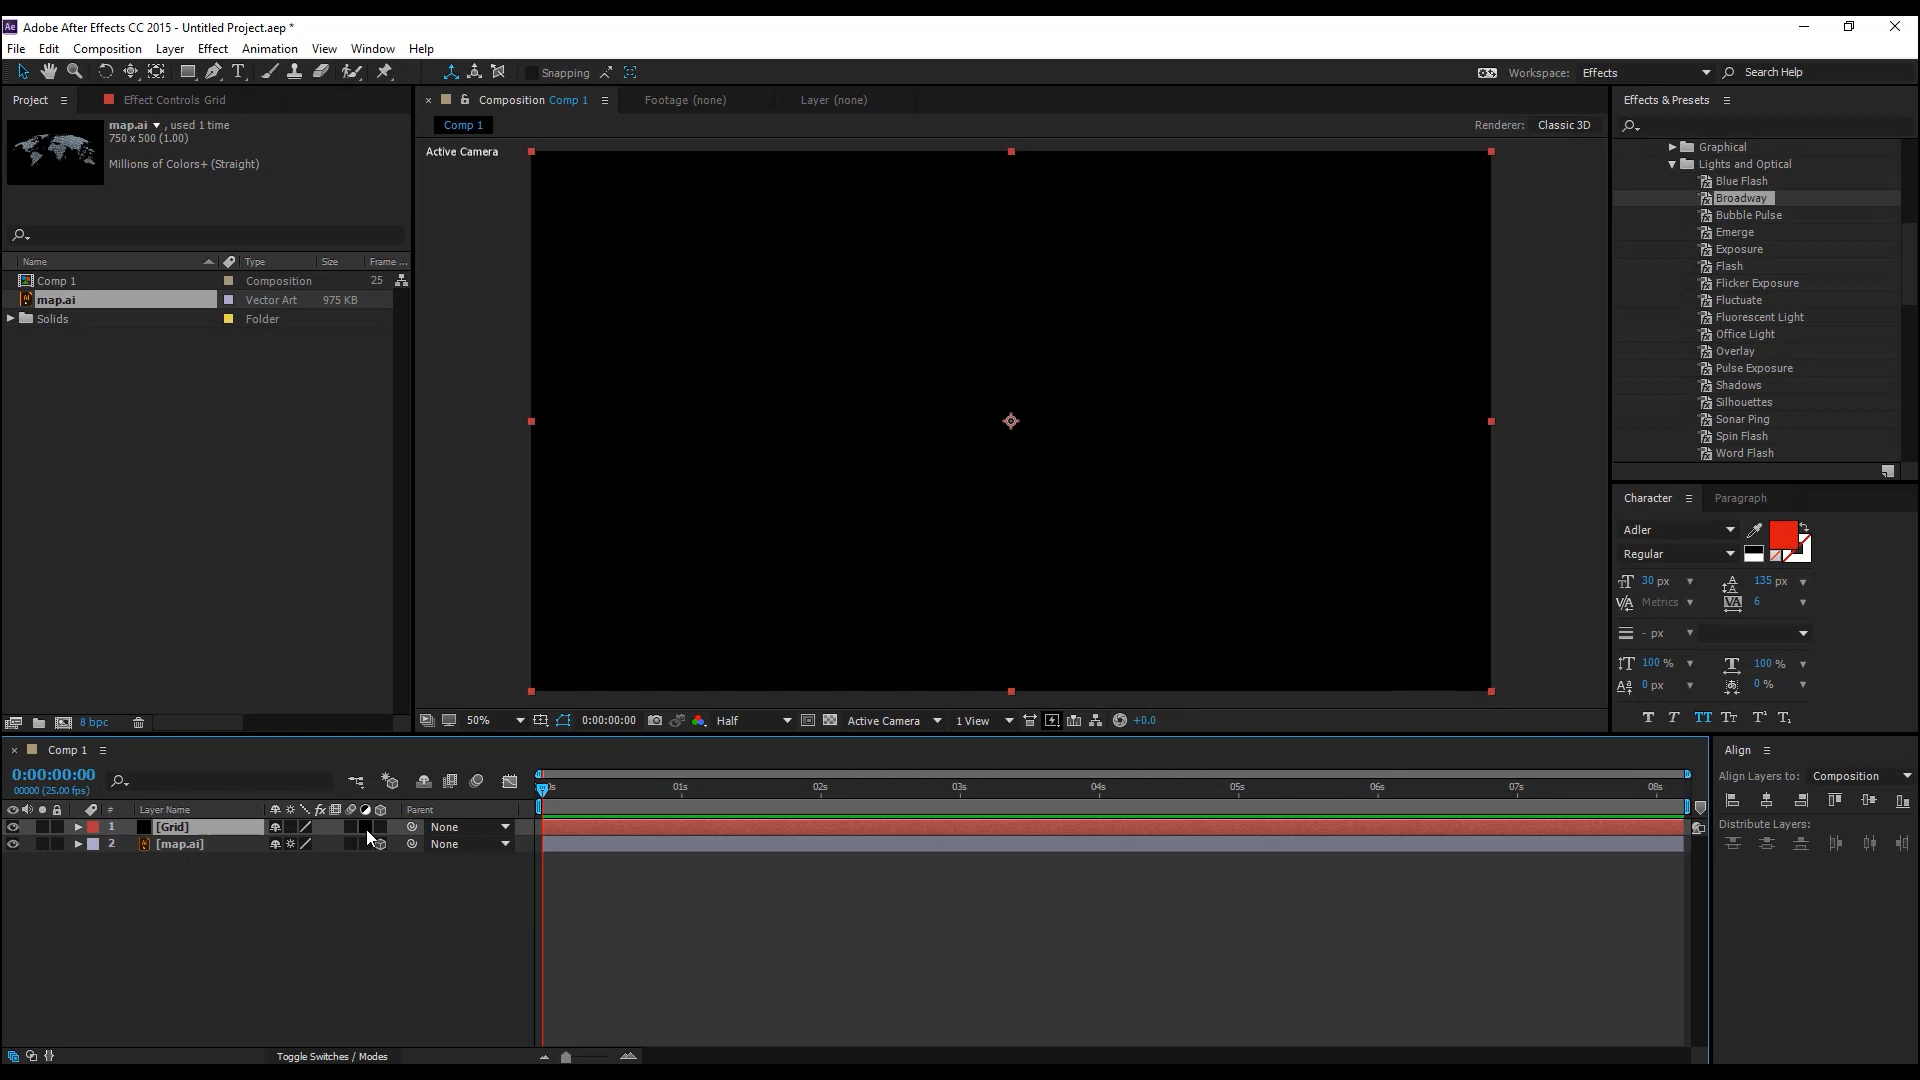 Ae Adobe After Effects CC 2015 - Untitled Project.aep *
File Edit Composition Layer Effect Animation View Window Help
Snapping Workspace: Effects Search Help
Project Effect Controls Grid Composition Comp 1 Footage (none) Layer (none) Effects & Presets
map.ai , used 1 time
750 x 500 (1.00)
Millions of Colors+ (Straight)
Comp 1 Renderer: Classic 3D
Active Camera
Graphical
Lights and Optical
Blue Flash
Broadway
Bubble Pulse
Emerge
Exposure
Flash
Flicker Exposure
Fluctuate
Fluorescent Light
Office Light
Overlay
Pulse Exposure
Shadows
Silhouettes
Sonar Ping
Spin Flash
Word Flash
Name Type Size Frame ...
Comp 1 Composition 25
map.ai Vector Art 975 KB
Solids Folder
Character Paragraph
Adler
Regular
30 px 135 px
Metrics 6
- px
100 % 100 %
0 px 0 %
T T TT Tт T¹ T₁
8 bpc 50% 0:00:00:00 Half Active Camera 1 View +0.0
Comp 1
0:00:00:00
00000 (25.00 fps)
0s 01s 02s 03s 04s 05s 06s 07s 08s
# Layer Name fx Parent
1 [Grid] None
2 [map.ai] None
Toggle Switches / Modes
Align
Align Layers to: Composition
Distribute Layers: